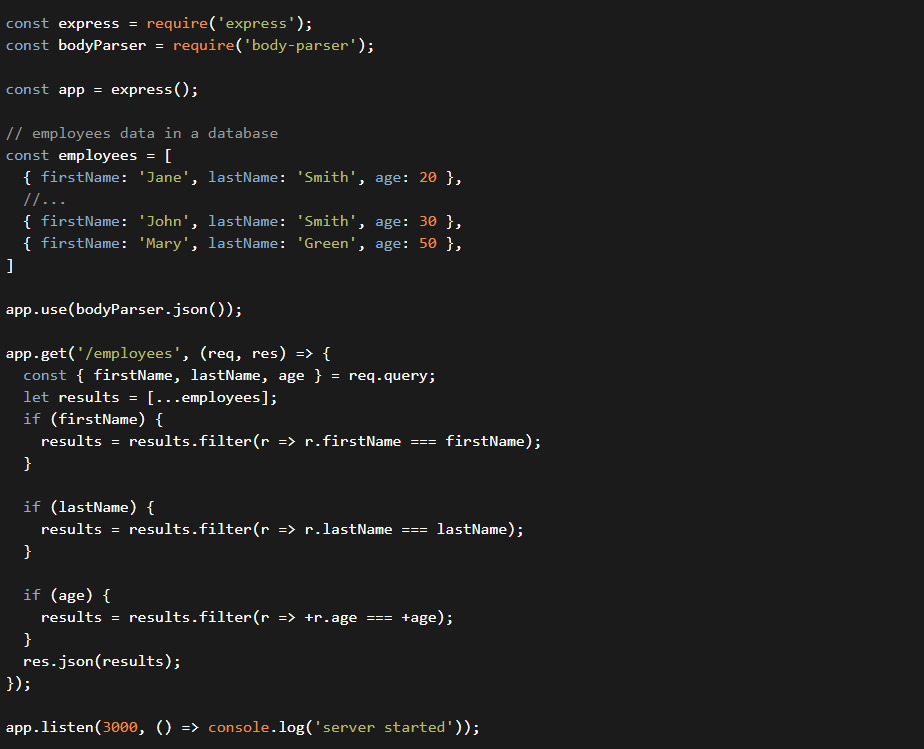 const express = require('express');
const bodyParser = require('body-parser');

const app = express();

// employees data in a database
const employees = [
  { firstName: 'Jane', lastName: 'Smith', age: 20 },
  //...
  { firstName: 'John', lastName: 'Smith', age: 30 },
  { firstName: 'Mary', lastName: 'Green', age: 50 },
]

app.use(bodyParser.json());

app.get('/employees', (req, res) => {
  const { firstName, lastName, age } = req.query;
  let results = [...employees];
  if (firstName) {
    results = results.filter(r => r.firstName === firstName);
  }

  if (lastName) {
    results = results.filter(r => r.lastName === lastName);
  }

  if (age) {
    results = results.filter(r => +r.age === +age);
  }
  res.json(results);
});

app.listen(3000, () => console.log('server started'));